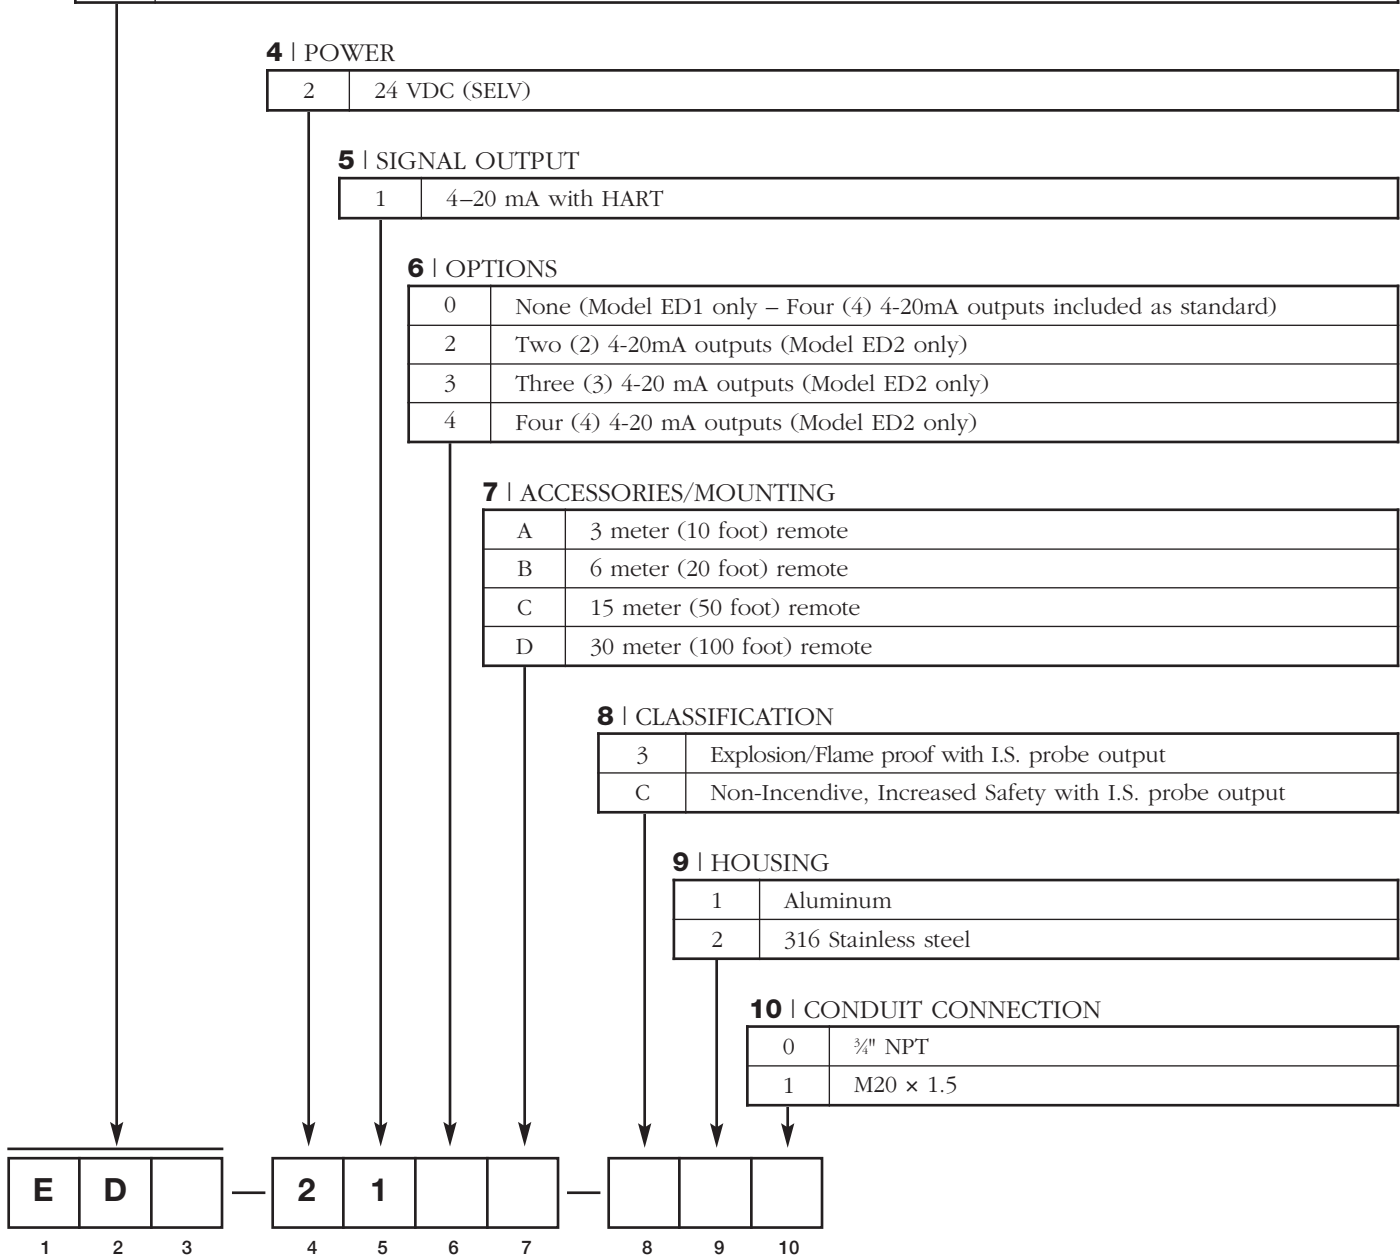 4 | POWER
2 24 VDC (SELV)
5 | SIGNAL OUTPUT
1 4–20 mA with HART
6 | OPTIONS
0 None (Model ED1 only – Four (4) 4-20mA outputs included as standard)
2 Two (2) 4-20mA outputs (Model ED2 only)
3 Three (3) 4-20 mA outputs (Model ED2 only)
4 Four (4) 4-20 mA outputs (Model ED2 only)
7 | ACCESSORIES/MOUNTING
A 3 meter (10 foot) remote
B 6 meter (20 foot) remote
C 15 meter (50 foot) remote
D 30 meter (100 foot) remote
8 | CLASSIFICATION
3 Explosion/Flame proof with I.S. probe output
C Non-Incendive, Increased Safety with I.S. probe output
9 | HOUSING
1 Aluminum
2 316 Stainless steel
10 | CONDUIT CONNECTION
0 ¾" NPT
1 M20 × 1.5
E D — 2 1 —
1 2 3 4 5 6 7 8 9 10